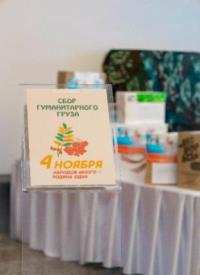 СБОР
ГУМАНИТАРНОГО
ГРУЗА
4 НОЯБРЯ
НАРОДОВ МНОГО -
РОДИНА ОДНА